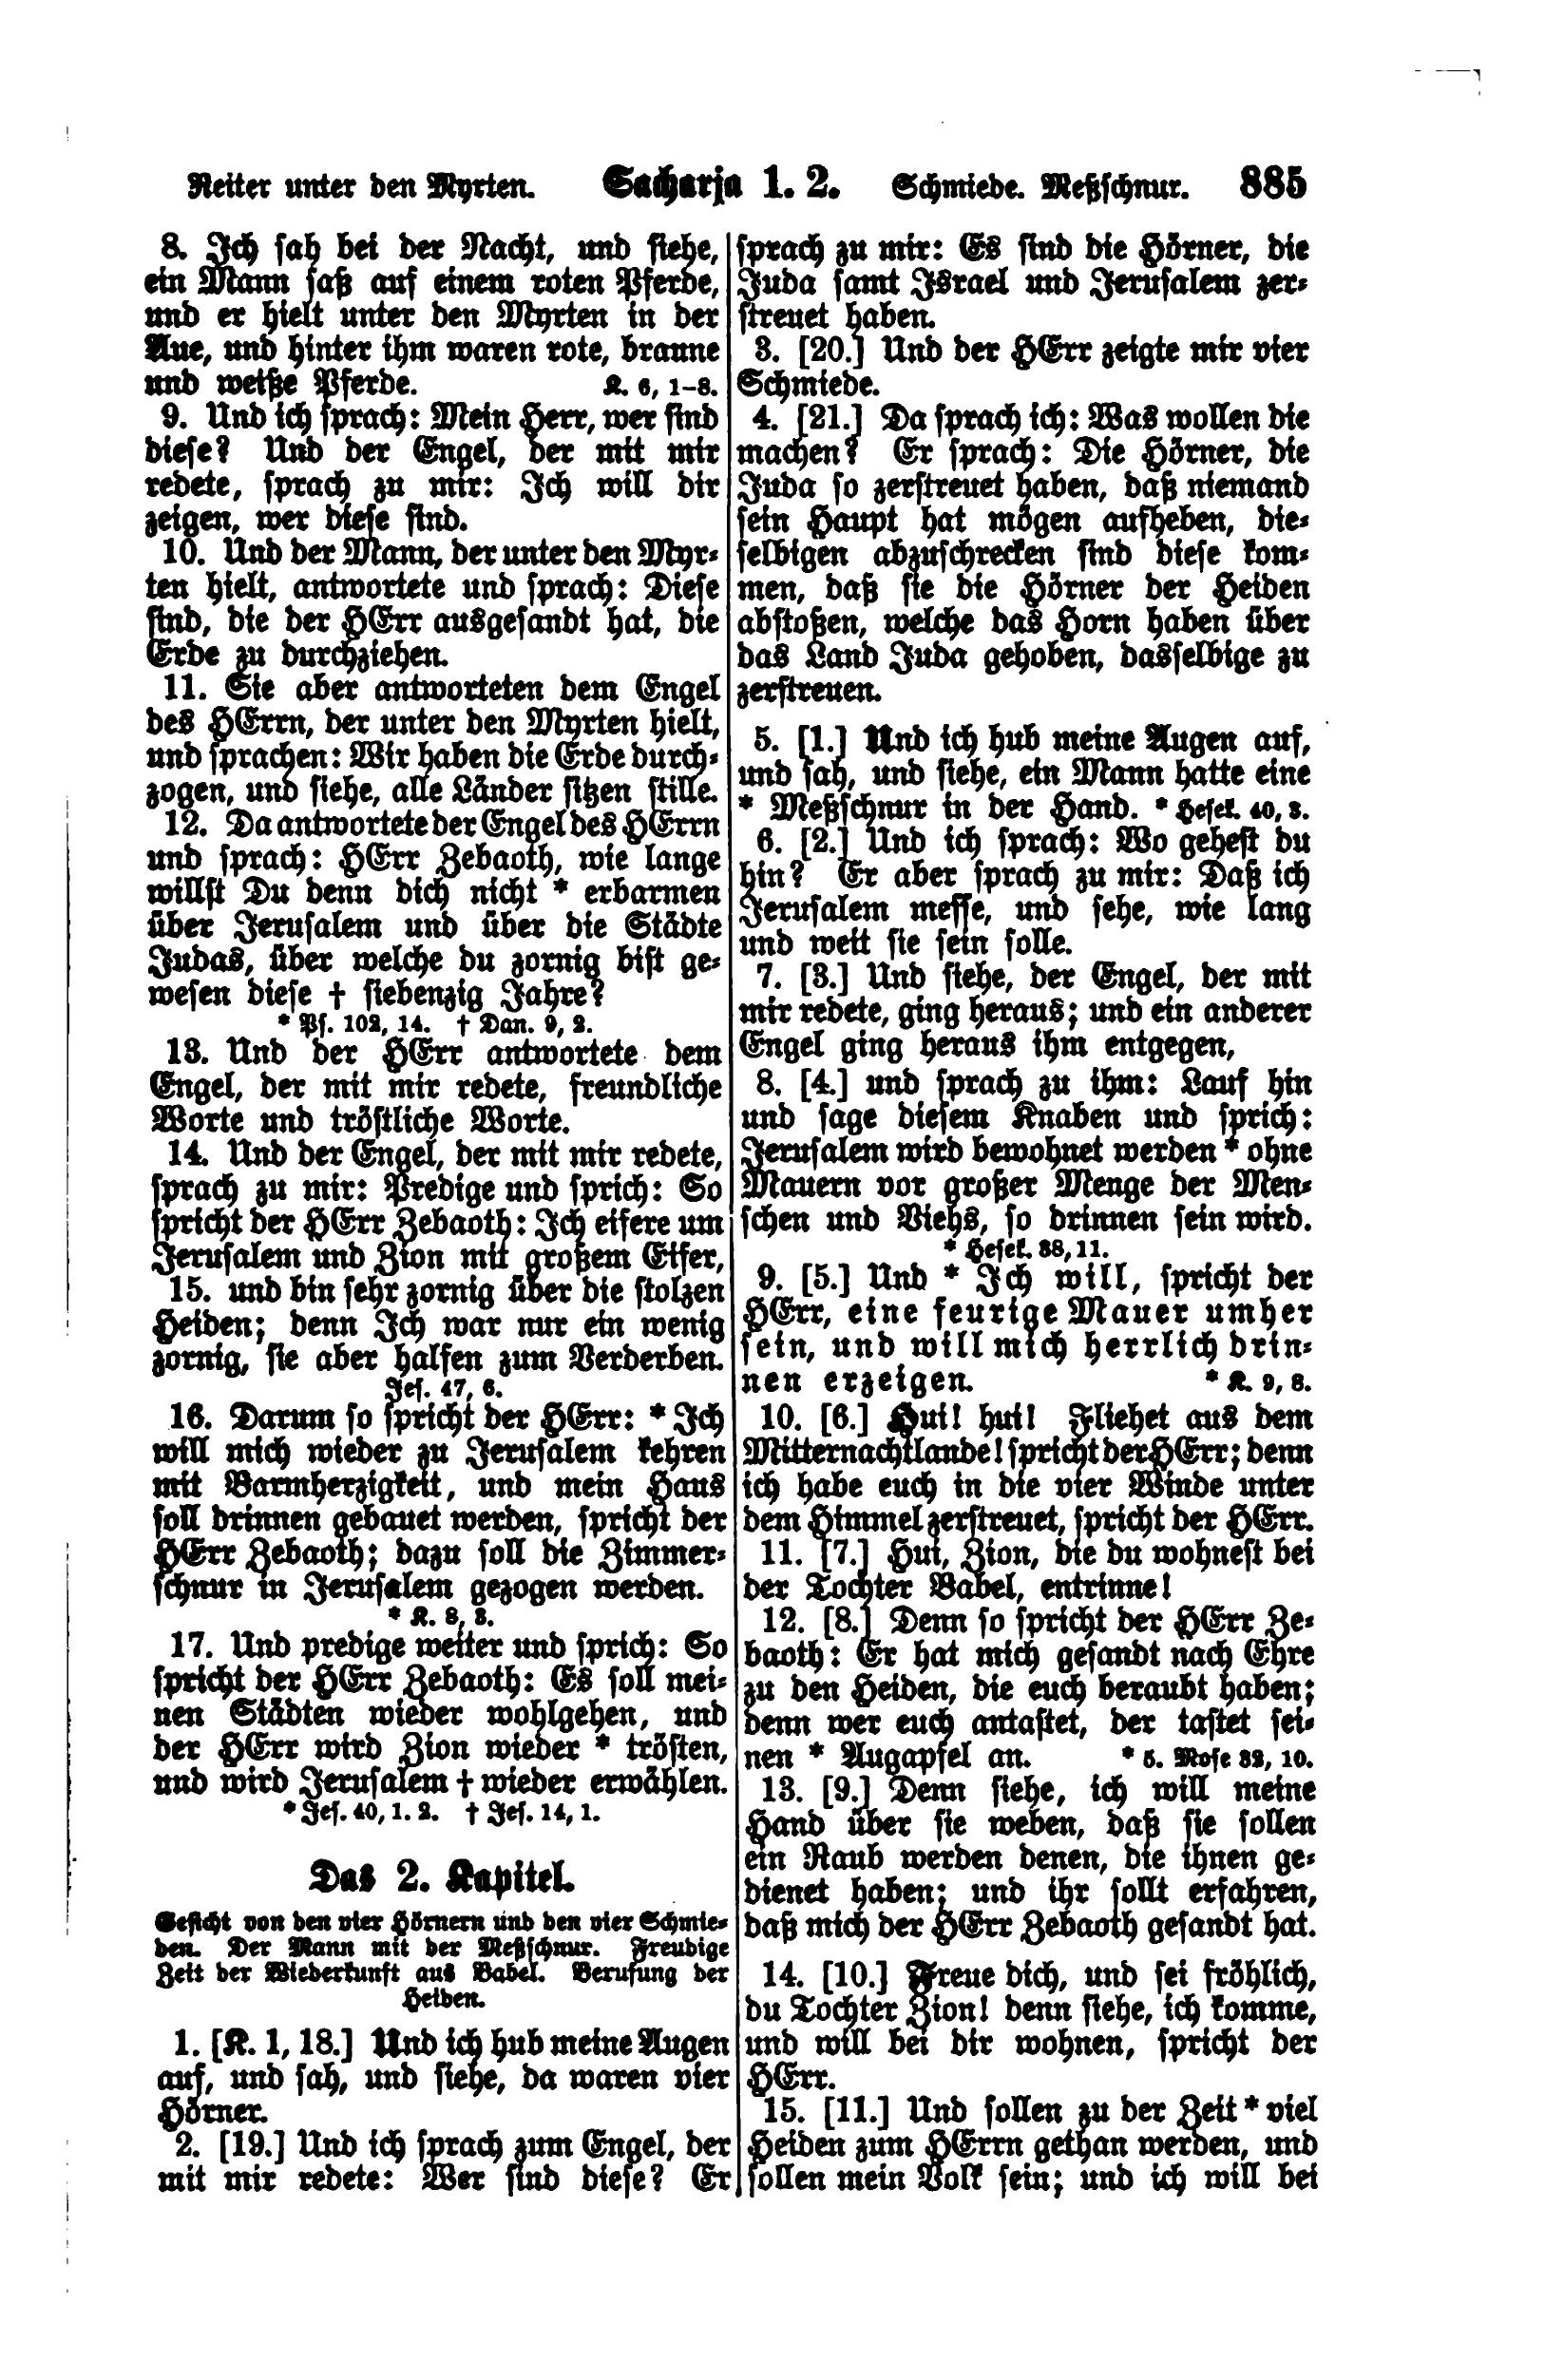 Reiter unter den Myrten. Sacharja 1. 2. Schmiede. Meßschnur. 885
8. Ich sah bei der Nacht, und siehe,
ein Mann saß auf einem roten Pferde,
und er hielt unter den Myrten in der
Aue, und hinter ihm waren rote, braune
und weiße Pferde. K. 6, 1–8.
9. Und ich sprach: Mein Herr, wer sind
diese? Und der Engel, der mit mir
redete, sprach zu mir: Ich will dir
zeigen, wer diese sind.
10. Und der Mann, der unter den Myr-
ten hielt, antwortete und sprach: Diese
sind, die der HErr ausgesandt hat, die
Erde zu durchziehen.
11. Sie aber antworteten dem Engel
des HErrn, der unter den Myrten hielt,
und sprachen: Wir haben die Erde durch-
zogen, und siehe, alle Länder sitzen stille.
12. Da antwortete der Engel des HErrn
und sprach: HErr Zebaoth, wie lange
willst Du denn dich nicht * erbarmen
über Jerusalem und über die Städte
Judas, über welche du zornig bist ge-
wesen diese † siebenzig Jahre?
* Ps. 102, 14. † Dan. 9, 2.
13. Und der HErr antwortete dem
Engel, der mit mir redete, freundliche
Worte und tröstliche Worte.
14. Und der Engel, der mit mir redete,
sprach zu mir: Predige und sprich: So
spricht der HErr Zebaoth: Ich eifere um
Jerusalem und Zion mit großem Eifer,
15. und bin sehr zornig über die stolzen
Heiden; denn Ich war nur ein wenig
zornig, sie aber halfen zum Verderben.
Jes. 47, 6.
16. Darum so spricht der HErr: * Ich
will mich wieder zu Jerusalem kehren
mit Barmherzigkeit, und mein Haus
soll drinnen gebauet werden, spricht der
HErr Zebaoth; dazu soll die Zimmer-
schnur in Jerusalem gezogen werden.
* K. 8, 3.
17. Und predige weiter und sprich: So
spricht der HErr Zebaoth: Es soll mei-
nen Städten wieder wohlgehen, und
der HErr wird Zion wieder * trösten,
und wird Jerusalem † wieder erwählen.
* Jes. 40, 1. 2. † Jes. 14, 1.
Das 2. Kapitel.
Gesicht von den vier Hörnern und den vier Schmie-
den. Der Mann mit der Meßschnur. Freudige
Zeit der Wiederkunft aus Babel. Berufung der
Heiden.
1. [K. 1, 18.] Und ich hub meine Augen
auf, und sah, und siehe, da waren vier
Hörner.
2. [19.] Und ich sprach zum Engel, der
mit mir redete: Wer sind diese? Er
sprach zu mir: Es sind die Hörner, die
Juda samt Israel und Jerusalem zer-
streuet haben.
3. [20.] Und der HErr zeigte mir vier
Schmiede.
4. [21.] Da sprach ich: Was wollen die
machen? Er sprach: Die Hörner, die
Juda so zerstreuet haben, daß niemand
sein Haupt hat mögen aufheben, die-
selbigen abzuschrecken sind diese kom-
men, daß sie die Hörner der Heiden
abstoßen, welche das Horn haben über
das Land Juda gehoben, dasselbige zu
zerstreuen.
5. [1.] Und ich hub meine Augen auf,
und sah, und siehe, ein Mann hatte eine
* Meßschnur in der Hand. * Hesek. 40, 3.
6. [2.] Und ich sprach: Wo gehest du
hin? Er aber sprach zu mir: Daß ich
Jerusalem messe, und sehe, wie lang
und weit sie sein solle.
7. [3.] Und siehe, der Engel, der mit
mir redete, ging heraus; und ein anderer
Engel ging heraus ihm entgegen,
8. [4.] und sprach zu ihm: Lauf hin
und sage diesem Knaben und sprich:
Jerusalem wird bewohnet werden * ohne
Mauern vor großer Menge der Men-
schen und Viehs, so drinnen sein wird.
* Hesek. 38, 11.
9. [5.] Und * Ich will, spricht der
HErr, eine feurige Mauer umher
sein, und will mich herrlich drin-
nen erzeigen. * K. 9, 8.
10. [6.] Hui! hui! Fliehet aus dem
Mitternachtlande! spricht der HErr; denn
ich habe euch in die vier Winde unter
dem Himmel zerstreuet, spricht der HErr.
11. [7.] Hui, Zion, die du wohnest bei
der Tochter Babel, entrinne!
12. [8.] Denn so spricht der HErr Ze-
baoth: Er hat mich gesandt nach Ehre
zu den Heiden, die euch beraubt haben;
denn wer euch antastet, der tastet sei-
nen * Augapfel an. * 5. Mose 32, 10.
13. [9.] Denn siehe, ich will meine
Hand über sie weben, daß sie sollen
ein Raub werden denen, die ihnen ge-
dienet haben; und ihr sollt erfahren,
daß mich der HErr Zebaoth gesandt hat.
14. [10.] Freue dich, und sei fröhlich,
du Tochter Zion! denn siehe, ich komme,
und will bei dir wohnen, spricht der
HErr.
15. [11.] Und sollen zu der Zeit * viel
Heiden zum HErrn gethan werden, und
sollen mein Volk sein; und ich will bei